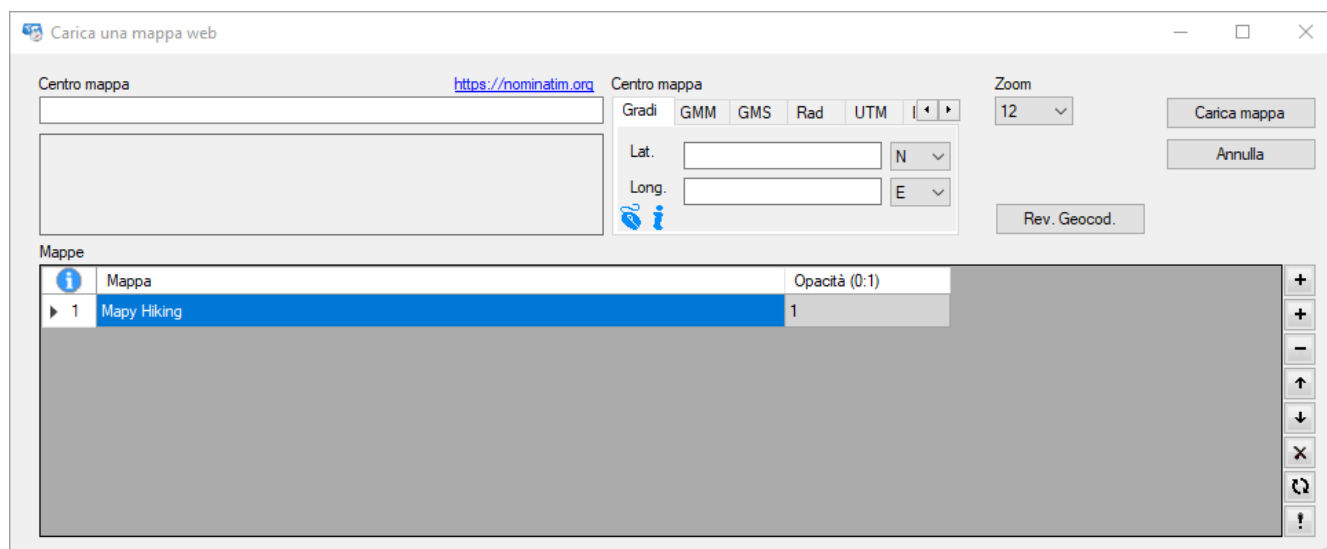 Carica una mappa web
Centro mappa https://nominatim.org Centro mappa Zoom
Gradi GMM GMS Rad UTM 12 Carica mappa
Lat. N Annulla
Long. E
Rev. Geocod.
Mappe
Mappa Opacità (0:1)
1 Mapy Hiking 1